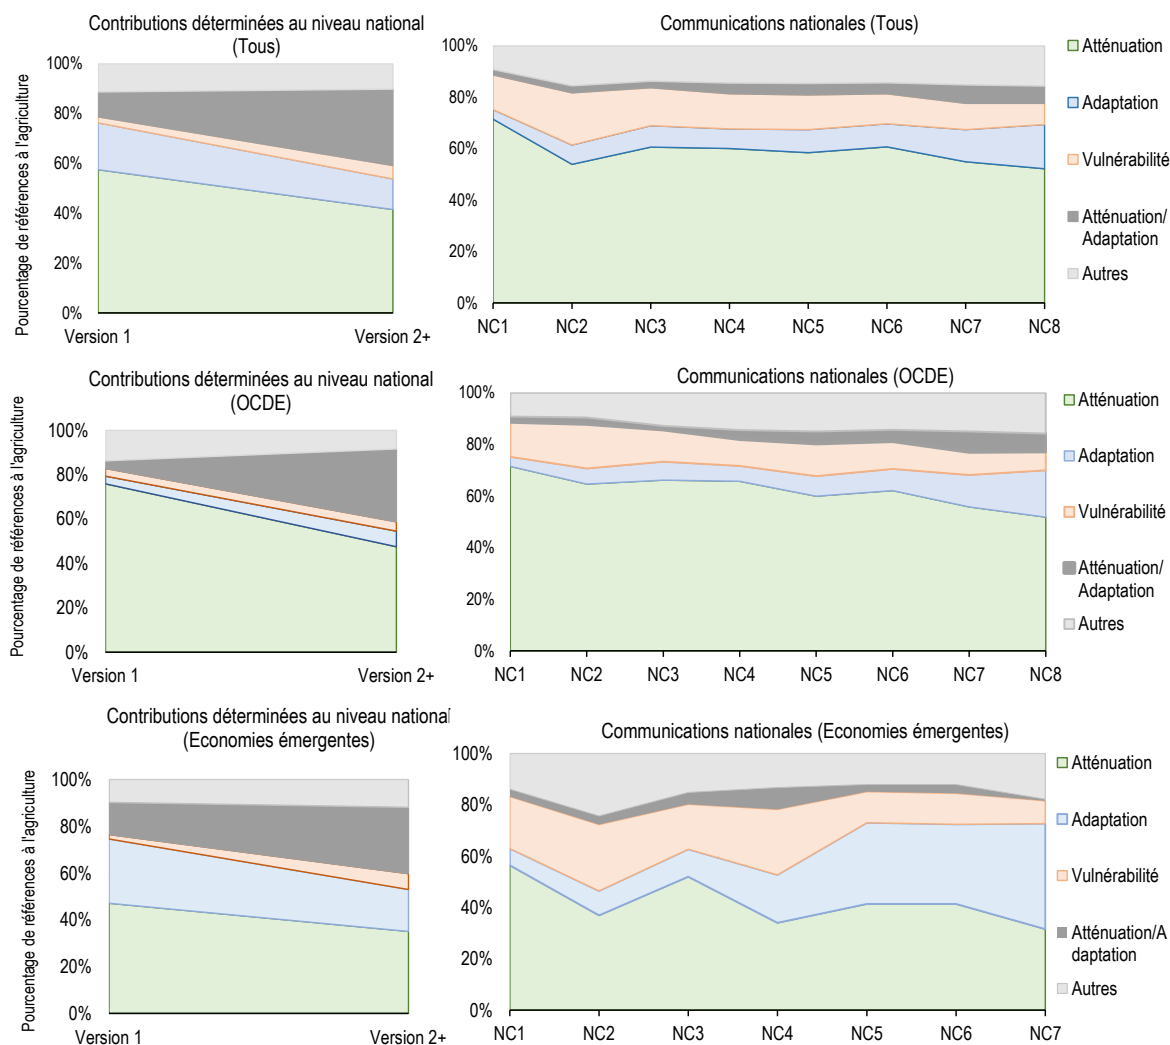 Contributions déterminées au niveau national
(Tous)
Pourcentage de références à l'agriculture
100%
80%
60%
40%
20%
0%
Version 1
Version 2+
Communications nationales (Tous)
100%
80%
60%
40%
20%
0%
NC1
NC2
NC3
NC4
NC5
NC6
NC7
NC8
Atténuation
Adaptation
Vulnérabilité
Atténuation/
Adaptation
Autres
Contributions déterminées au niveau national
(OCDE)
Pourcentage de références à l'agriculture
100%
80%
60%
40%
20%
0%
Version 1
Version 2+
Communications nationales (OCDE)
100%
80%
60%
40%
20%
0%
NC1
NC2
NC3
NC4
NC5
NC6
NC7
NC8
Atténuation
Adaptation
Vulnérabilité
Atténuation/
Adaptation
Autres
Contributions déterminées au niveau national
(Economies émergentes)
Pourcentage de références à l'agriculture
100%
80%
60%
40%
20%
0%
Version 1
Version 2+
Communications nationales (Economies émergentes)
100%
80%
60%
40%
20%
0%
NC1
NC2
NC3
NC4
NC5
NC6
NC7
Atténuation
Adaptation
Vulnérabilité
Atténuation/A
daptation
Autres